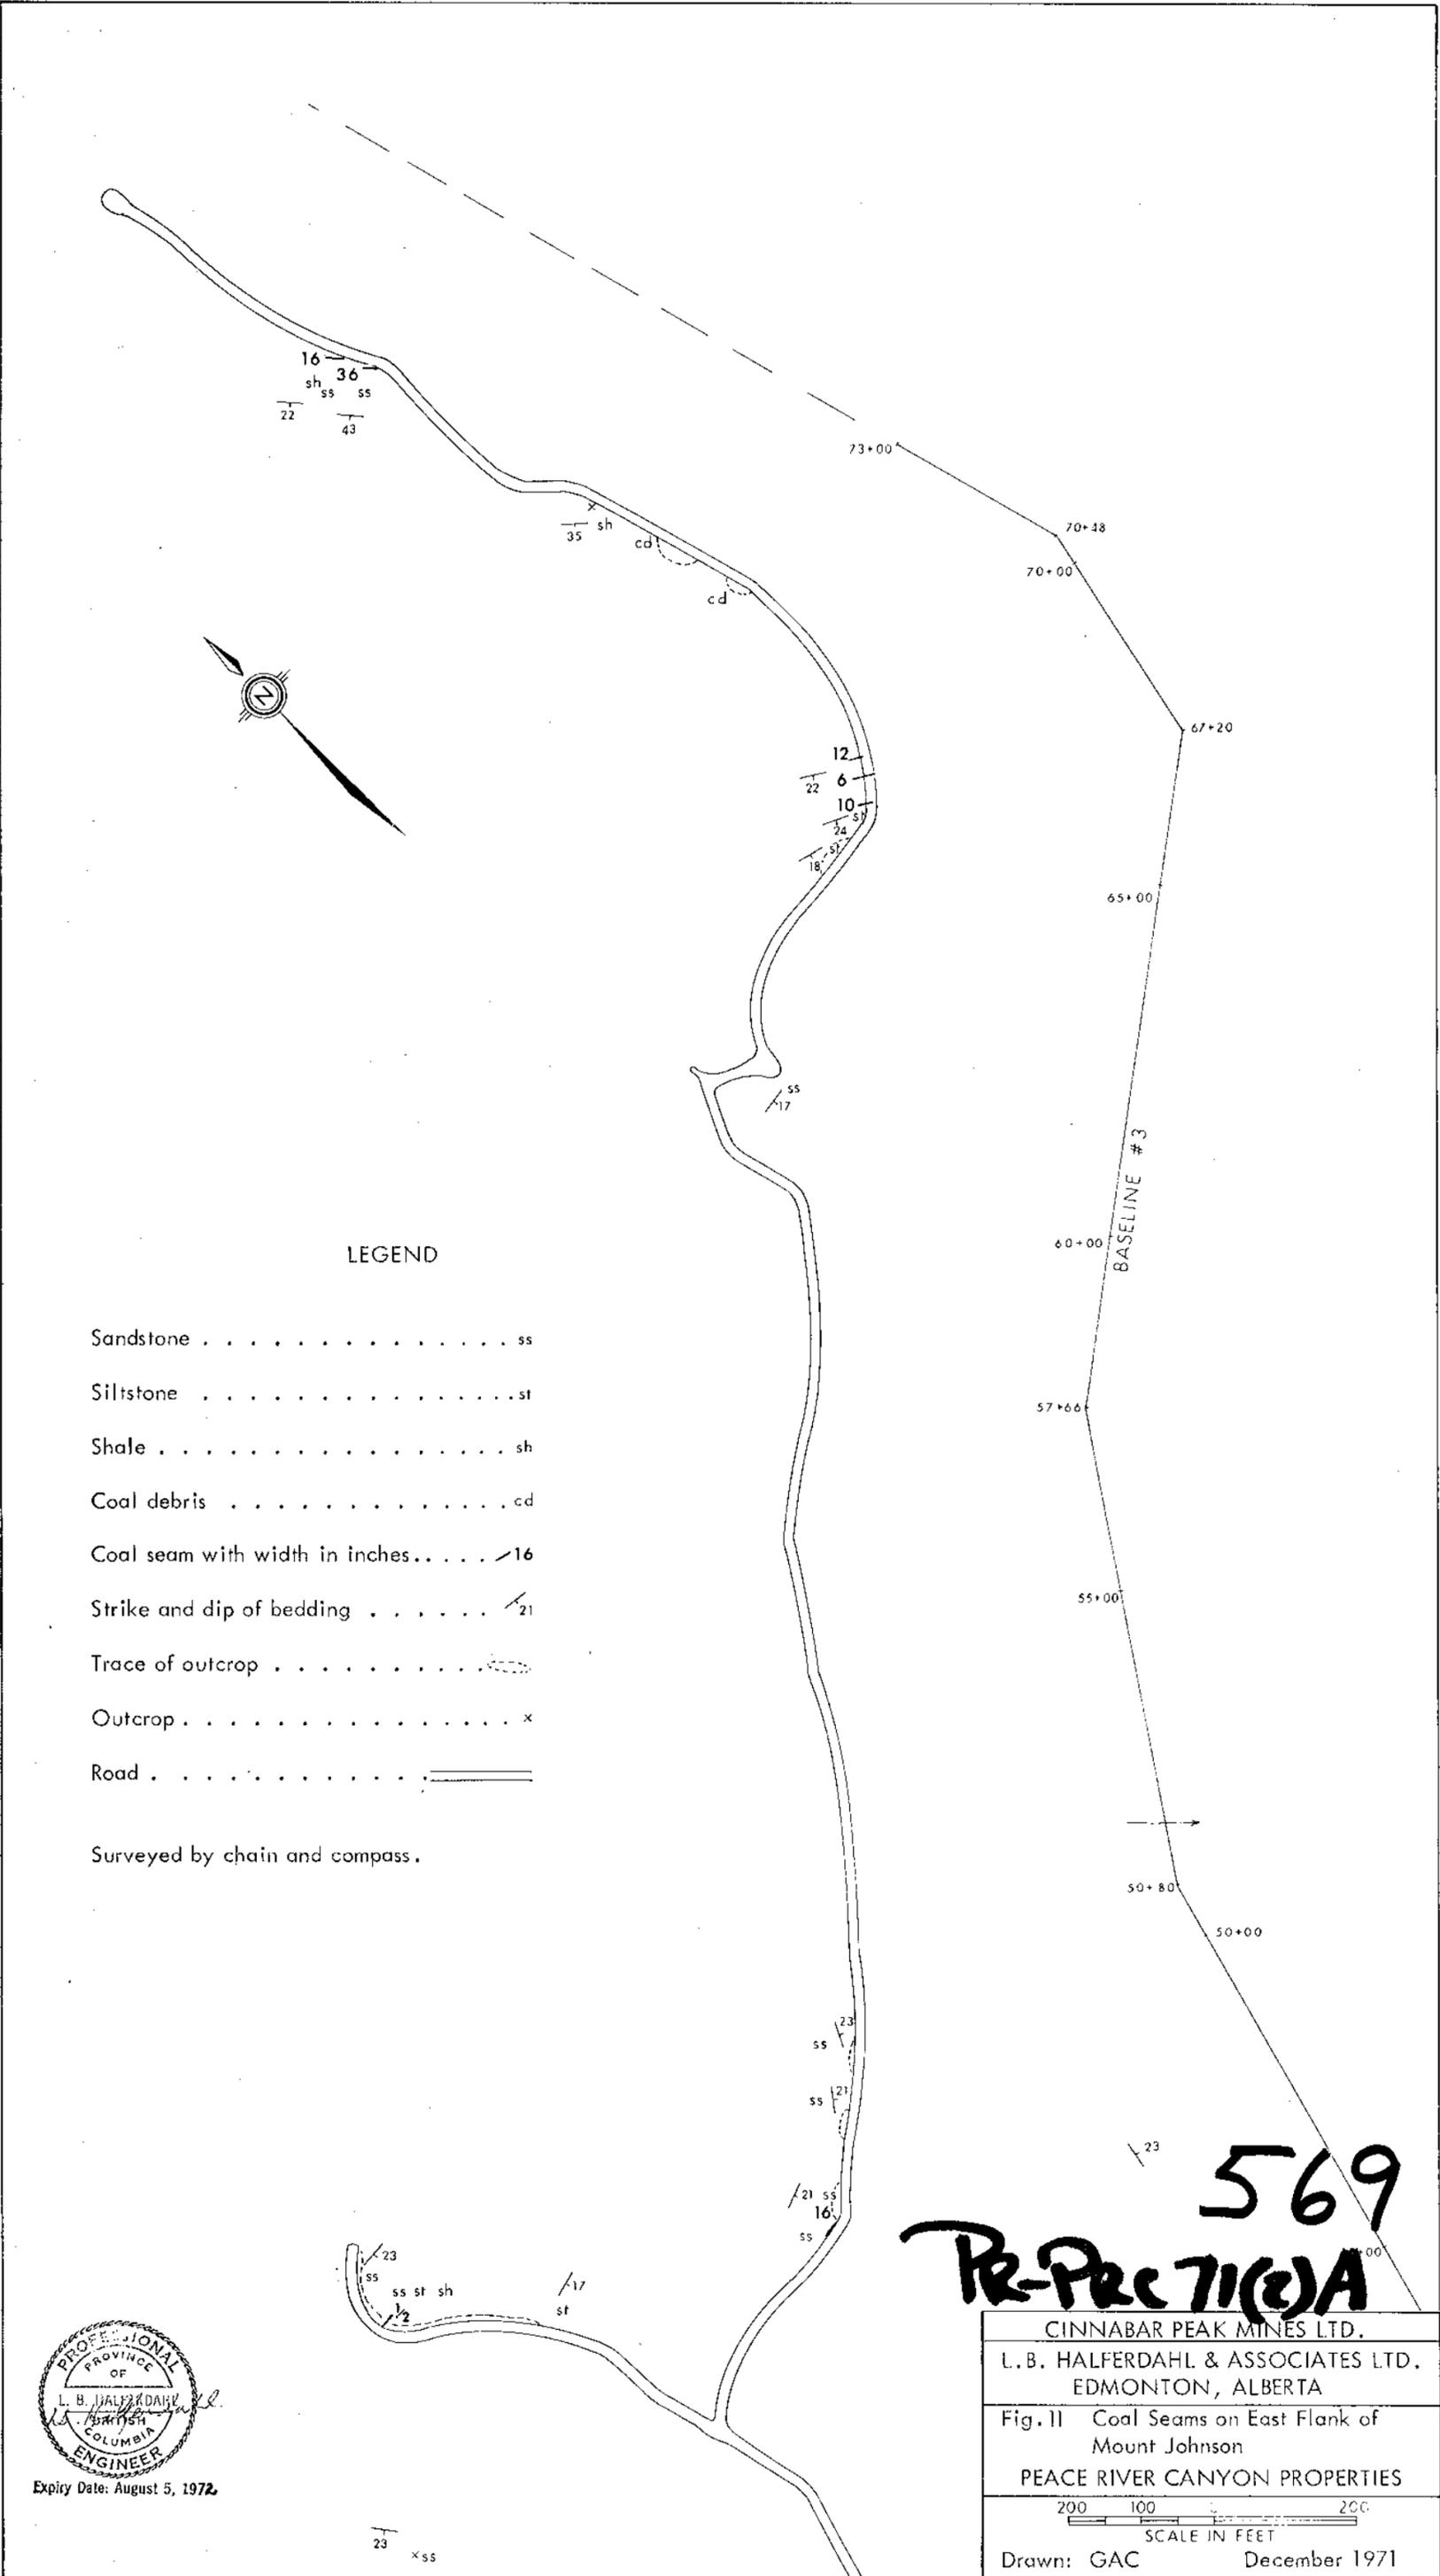 16
36
sh
ss
ss
22
43
73+00
70+48
35
sh
cd
70+00
cd
N
67+20
12
22
6
10
st
24
st
18
65+00
ss
17
BASELINE #3
60+00
LEGEND
Sandstone . . . . . . . . . . . . . ss
Siltstone . . . . . . . . . . . . . . st
57+66
Shale . . . . . . . . . . . . . . . sh
Coal debris . . . . . . . . . . . . cd
Coal seam with width in inches. . . . . 16
55+00
Strike and dip of bedding . . . . . . 21
Trace of outcrop . . . . . . . . . .
Outcrop . . . . . . . . . . . . . . x
Road . . . . . . . . . . . .
Surveyed by chain and compass.
50+80
50+00
23
ss
21
ss
23
569
21 ss
16
ss
PR-PRC 71(2)A
23
ss
ss st sh
1/2
17
st
CINNABAR PEAK MINES LTD.
L.B. HALFERDAHL & ASSOCIATES LTD.
EDMONTON, ALBERTA
Fig. 11 Coal Seams on East Flank of
Mount Johnson
PEACE RIVER CANYON PROPERTIES
200 100 200
SCALE IN FEET
Drawn: GAC December 1971
PROFESSIONAL
PROVINCE
OF
L. B. HALFERDAHL
BRITISH
COLUMBIA
ENGINEER
Expiry Date: August 5, 1972
23
x ss